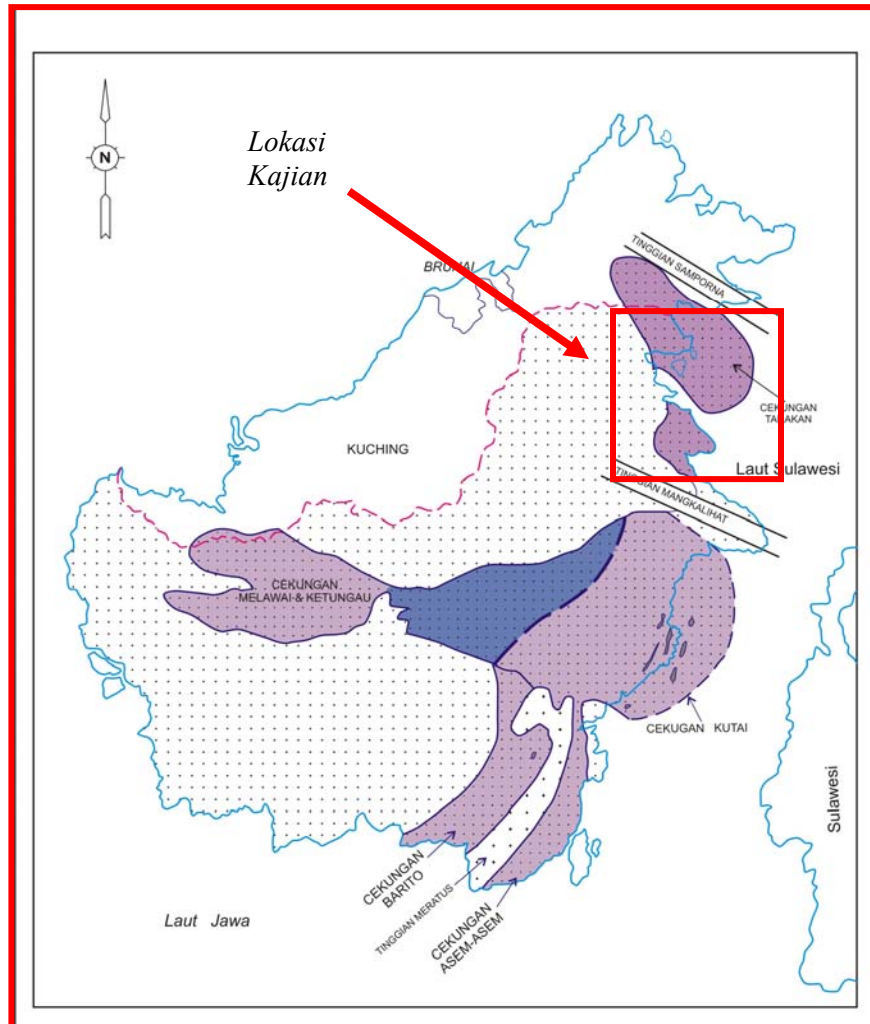 Lokasi
Kajian
N
BRUNAI
TINGGIAN SAMPORNA
CEKUNGAN
TARAKAN
KUCHING
Laut Sulawesi
TINGGIAN MANGKALIHAT
CEKUNGAN
MELAWAI & KETUNGAU
CEKUGAN KUTAI
Sulawesi
CEKUNGAN
BARITO
TINGGIAN MERATUS
CEKUNGAN
ASEM-ASEM
Laut Jawa